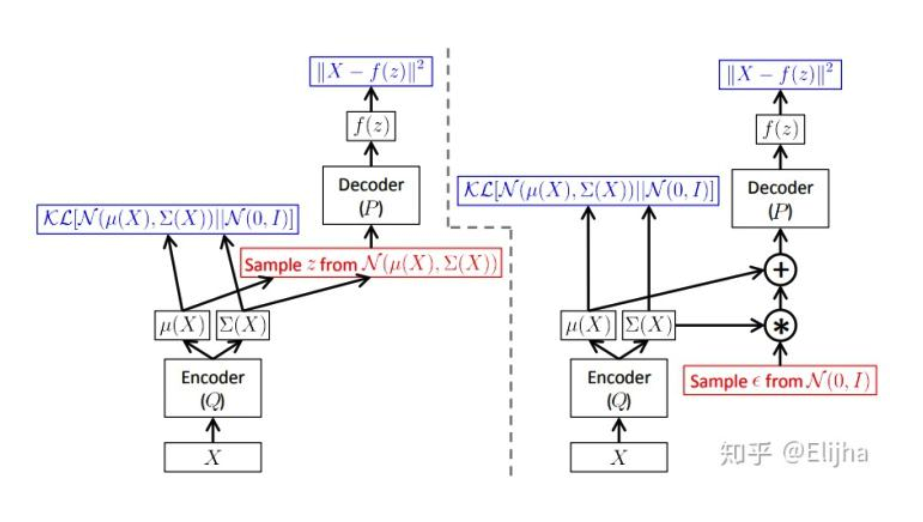 ‖X − f(z)‖²
f(z)
Decoder
(P)
𝒦ℒ[𝒩(μ(X), Σ(X))||𝒩(0, I)]
Sample z from 𝒩(μ(X), Σ(X))
μ(X)
Σ(X)
Encoder
(Q)
X
‖X − f(z)‖²
f(z)
Decoder
(P)
𝒦ℒ[𝒩(μ(X), Σ(X))||𝒩(0, I)]
+
μ(X)
Σ(X)
*
Encoder
(Q)
Sample ϵ from 𝒩(0, I)
X
知乎 @Elijha